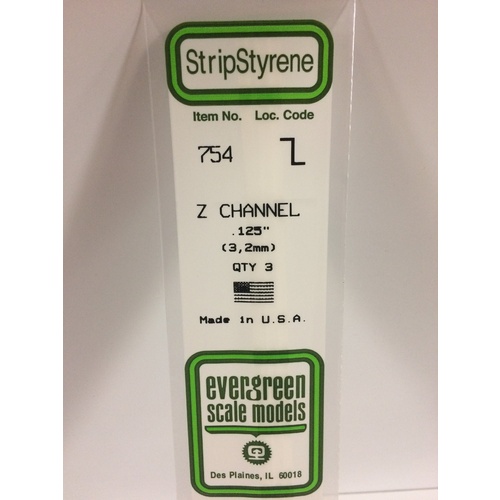 StripStyrene
Item No. Loc. Code
754
Z CHANNEL
.125"
(3,2mm)
QTY 3
Made in U.S.A.
evergreen
scale models
Des Plaines, IL 60018